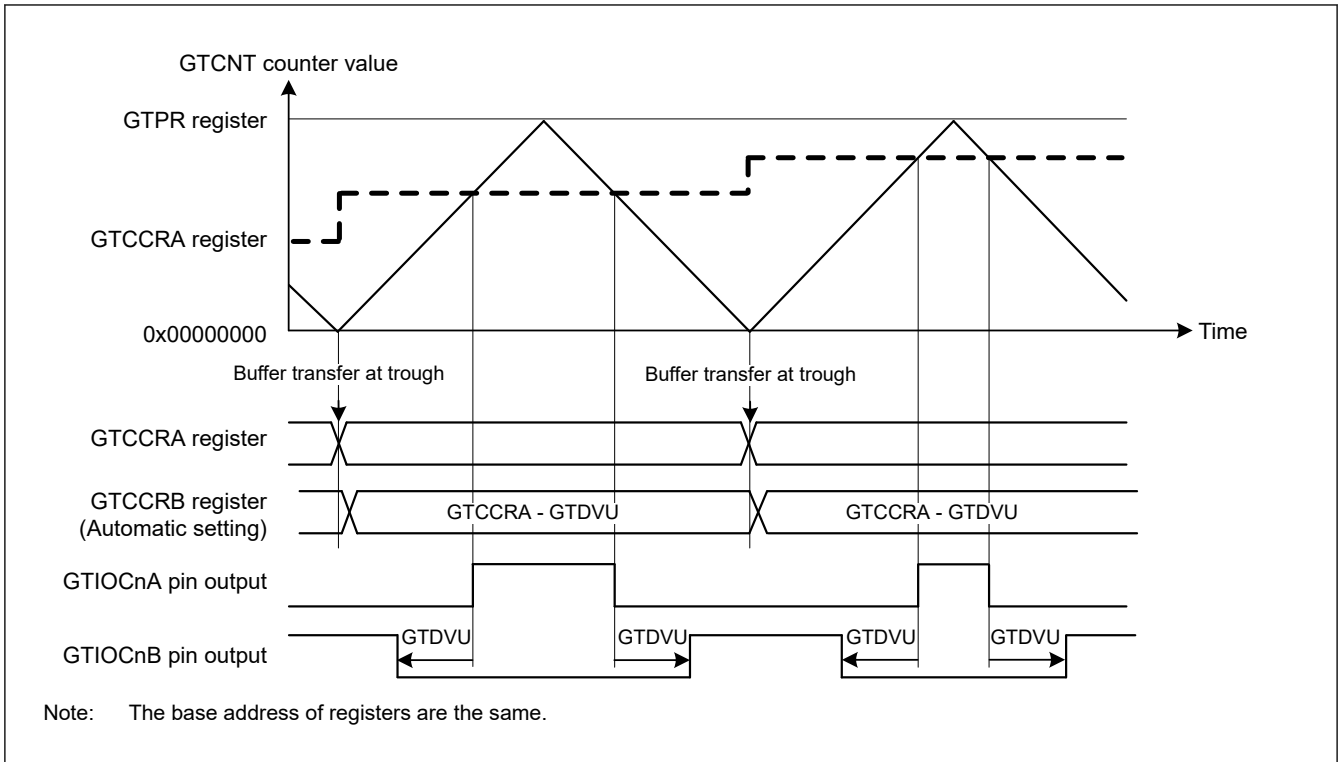 GTCNT counter value
GTPR register
GTCCRA register
0x00000000
Time
Buffer transfer at trough
Buffer transfer at trough
GTCCRA register
GTCCRB register
(Automatic setting)
GTCCRA - GTDVU
GTCCRA - GTDVU
GTIOCnA pin output
GTDVU
GTDVU
GTDVU
GTDVU
GTIOCnB pin output
Note: The base address of registers are the same.